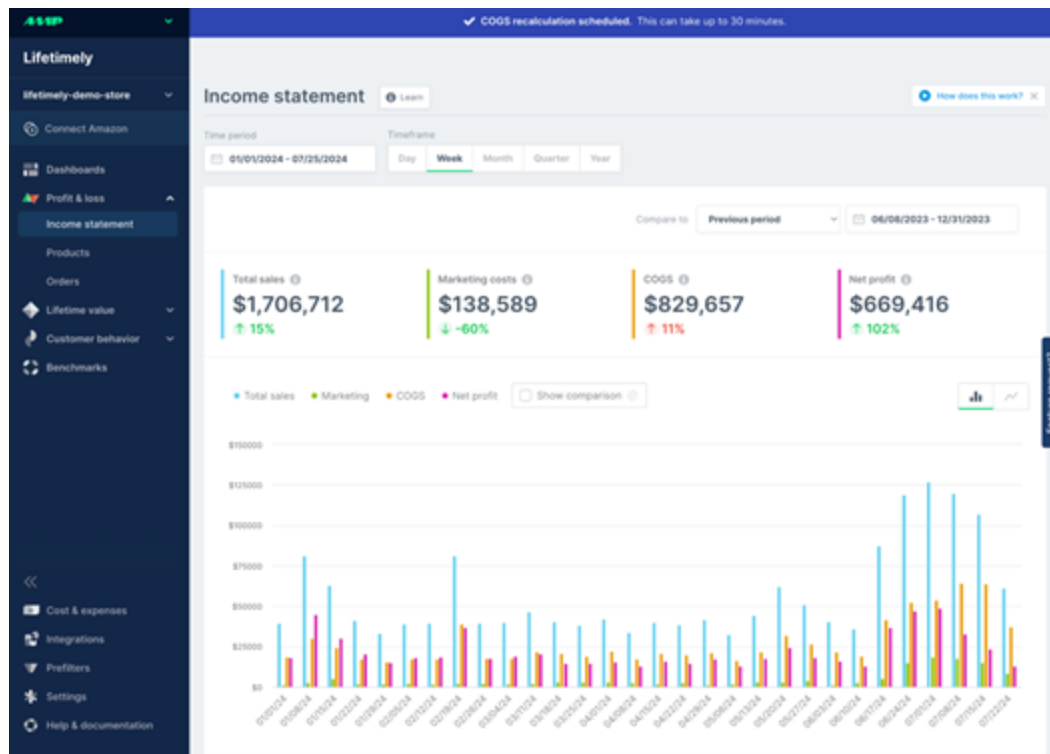 AMP
COGS recalculation scheduled. This can take up to 30 minutes.
Lifetimely
lifetimely-demo-store
Connect Amazon
Dashboards
Profit & loss
Income statement
Products
Orders
Lifetime value
Customer behavior
Benchmarks
Cost & expenses
Integrations
Prefilters
Settings
Help & documentation
Income statement
Learn
How does this work?
Time period
Timeframe
01/01/2024 - 07/25/2024
Day Week Month Quarter Year
Compare to Previous period 06/08/2023 - 12/31/2023
Total sales Marketing costs COGS Net profit
$1,706,712 $138,589 $829,657 $669,416
15% -60% 11% 102%
Total sales Marketing COGS Net profit Show comparison
$150000
$125000
$100000
$75000
$50000
$25000
$0
01/01/24 01/08/24 01/15/24 01/22/24 01/29/24 02/05/24 02/12/24 02/19/24 02/26/24 03/04/24 03/11/24 03/18/24 03/25/24 04/01/24 04/08/24 04/15/24 04/22/24 04/29/24 05/06/24 05/13/24 05/20/24 05/27/24 06/03/24 06/10/24 06/17/24 06/24/24 07/01/24 07/08/24 07/15/24 07/22/24